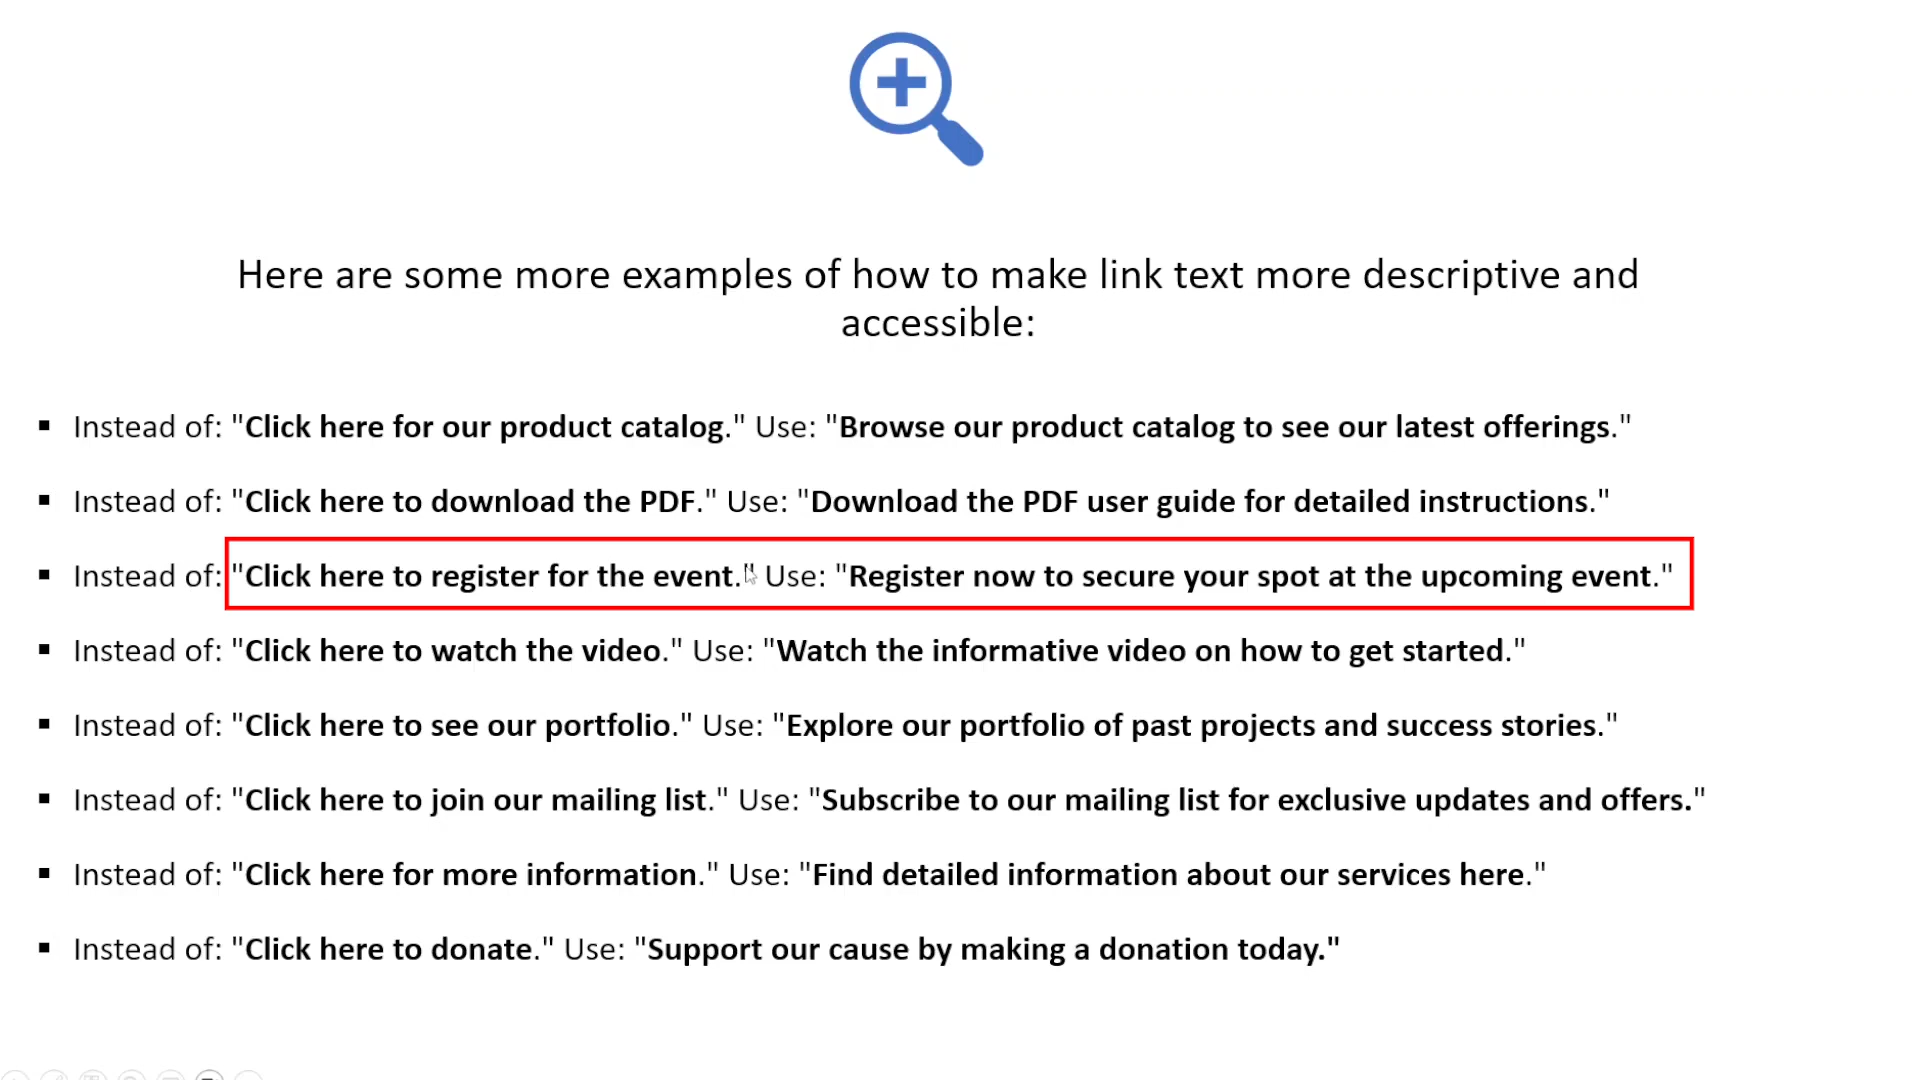 Here are some more examples of how to make link text more descriptive and
accessible:
▪ Instead of: "Click here for our product catalog." Use: "Browse our product catalog to see our latest offerings."
▪ Instead of: "Click here to download the PDF." Use: "Download the PDF user guide for detailed instructions."
▪ Instead of: "Click here to register for the event." Use: "Register now to secure your spot at the upcoming event."
▪ Instead of: "Click here to watch the video." Use: "Watch the informative video on how to get started."
▪ Instead of: "Click here to see our portfolio." Use: "Explore our portfolio of past projects and success stories."
▪ Instead of: "Click here to join our mailing list." Use: "Subscribe to our mailing list for exclusive updates and offers."
▪ Instead of: "Click here for more information." Use: "Find detailed information about our services here."
▪ Instead of: "Click here to donate." Use: "Support our cause by making a donation today."